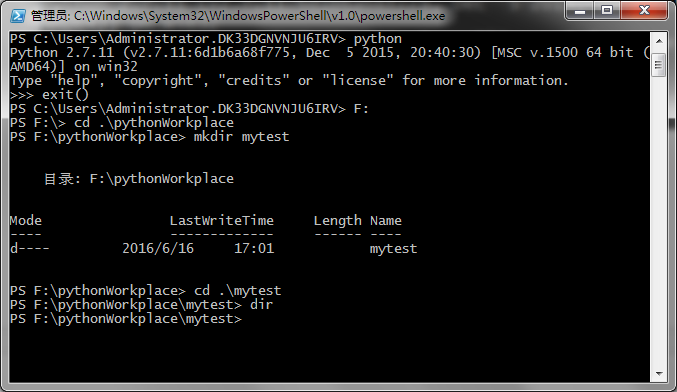 管理员: C:\Windows\System32\WindowsPowerShell\v1.0\powershell.exe
PS C:\Users\Administrator.DK33DGNVNJU6IRV> python
Python 2.7.11 (v2.7.11:6d1b6a68f775, Dec  5 2015, 20:40:30) [MSC v.1500 64 bit (
AMD64)] on win32
Type "help", "copyright", "credits" or "license" for more information.
>>> exit()
PS C:\Users\Administrator.DK33DGNVNJU6IRV> F:
PS F:\> cd .\pythonWorkplace
PS F:\pythonWorkplace> mkdir mytest
目录: F:\pythonWorkplace
Mode                LastWriteTime     Length Name
----                -------------     ------ ----
d----         2016/6/16     17:01            mytest
PS F:\pythonWorkplace> cd .\mytest
PS F:\pythonWorkplace\mytest> dir
PS F:\pythonWorkplace\mytest>